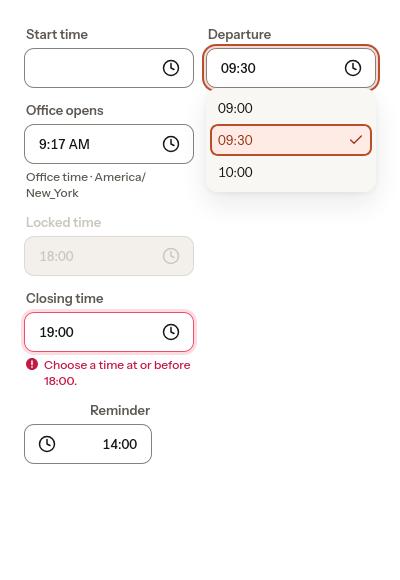 Start time
Departure
09:30
09:00
09:30
10:00
Office opens
9:17 AM
Office time · America/
New_York
Locked time
18:00
Closing time
19:00
Choose a time at or before
18:00.
Reminder
14:00